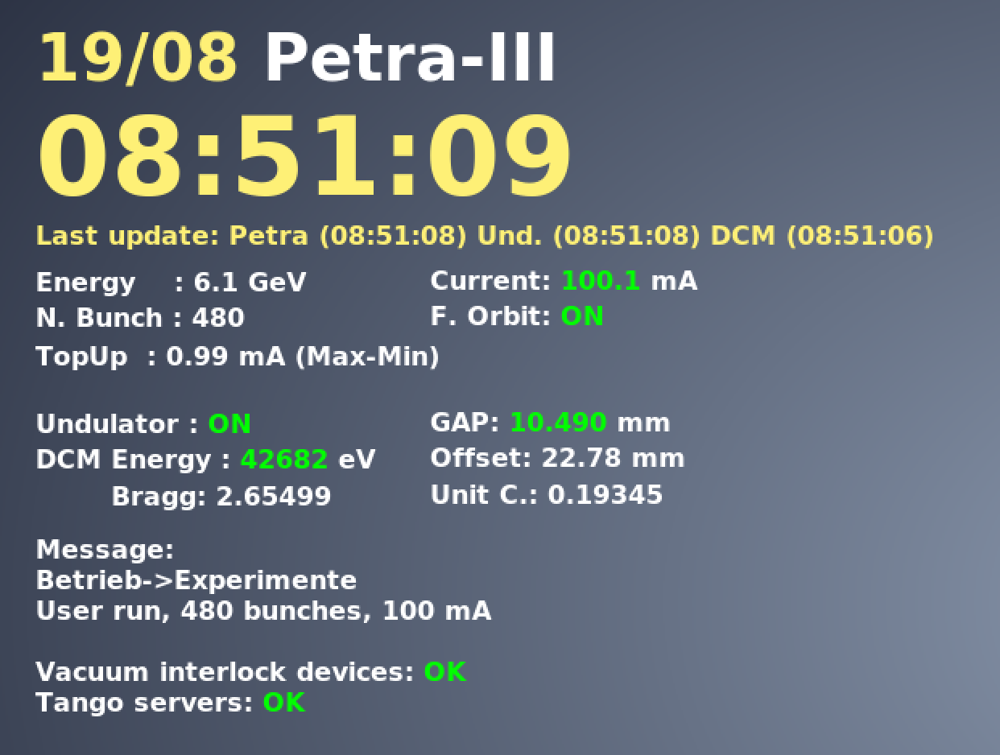 19/08 Petra-III
08:51:09
Last update: Petra (08:51:08) Und. (08:51:08) DCM (08:51:06)
Energy : 6.1 GeV Current: 100.1 mA
N. Bunch : 480 F. Orbit: ON
TopUp : 0.99 mA (Max-Min)
Undulator : ON GAP: 10.490 mm
DCM Energy : 42682 eV Offset: 22.78 mm
Bragg: 2.65499 Unit C.: 0.19345
Message:
Betrieb->Experimente
User run, 480 bunches, 100 mA
Vacuum interlock devices: OK
Tango servers: OK